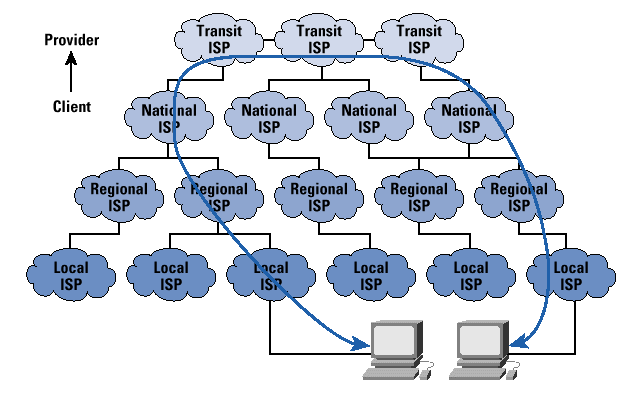 Provider
Client
Transit
ISP
Transit
ISP
Transit
ISP
National
ISP
National
ISP
National
ISP
National
ISP
Regional
ISP
Regional
ISP
Regional
ISP
Regional
ISP
Regional
ISP
Local
ISP
Local
ISP
Local
ISP
Local
ISP
Local
ISP
Local
ISP